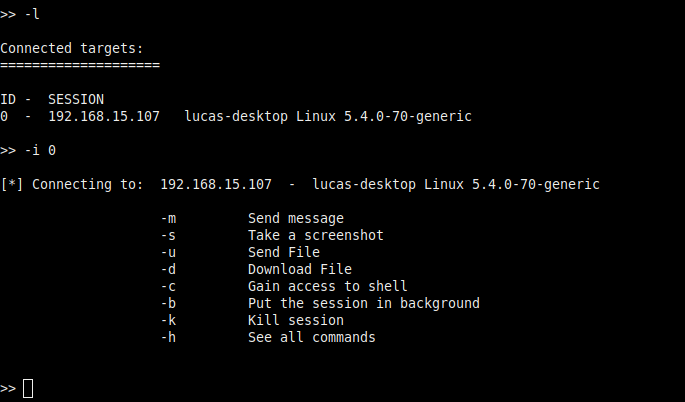 >> -l
Connected targets:
====================
ID -  SESSION
0  -  192.168.15.107   lucas-desktop Linux 5.4.0-70-generic
>> -i 0
[*] Connecting to:  192.168.15.107  -  lucas-desktop Linux 5.4.0-70-generic
-m         Send message
-s         Take a screenshot
-u         Send File
-d         Download File
-c         Gain access to shell
-b         Put the session in background
-k         Kill session
-h         See all commands
>>